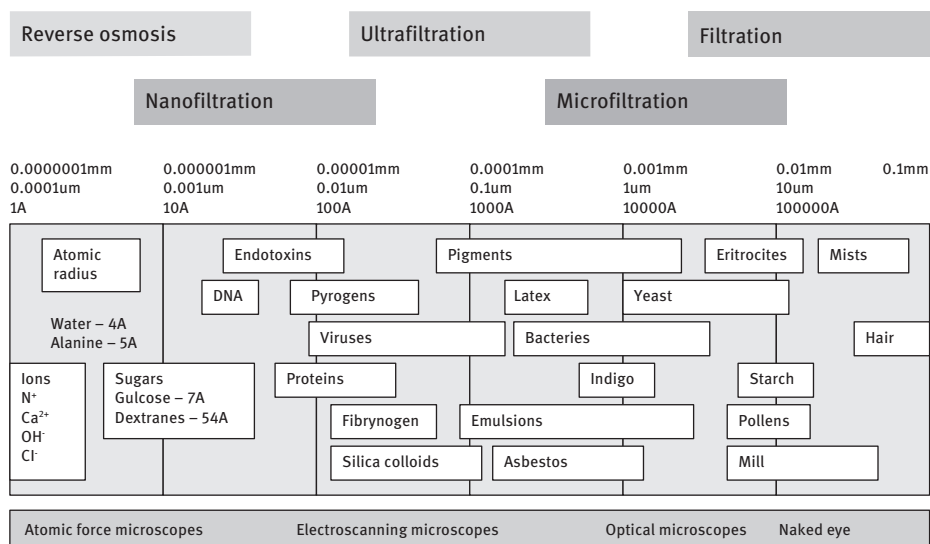 Reverse osmosis
Ultrafiltration
Filtration
Nanofiltration
Microfiltration
0.0000001mm
0.0001um
1A
0.000001mm
0.001um
10A
0.00001mm
0.01um
100A
0.0001mm
0.1um
1000A
0.001mm
1um
10000A
0.01mm
10um
100000A
0.1mm
Atomic
radius
Endotoxins
Pigments
Eritrocites
Mists
DNA
Pyrogens
Latex
Yeast
Water – 4A
Alanine – 5A
Viruses
Bacteries
Hair
Ions
N⁺
Ca²⁺
OH⁻
Cl⁻
Sugars
Gulcose – 7A
Dextranes – 54A
Proteins
Indigo
Starch
Fibrynogen
Emulsions
Pollens
Silica colloids
Asbestos
Mill
Atomic force microscopes
Electroscanning microscopes
Optical microscopes
Naked eye